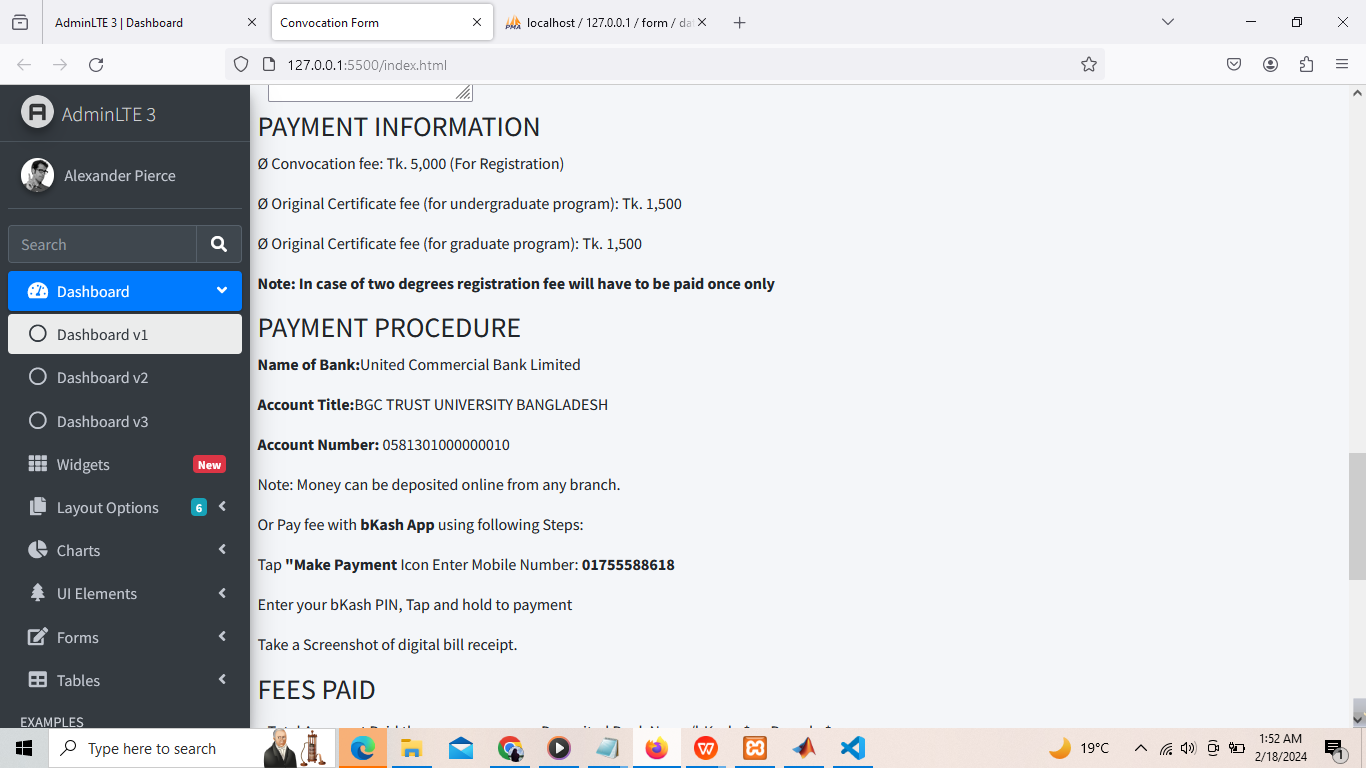 AdminLTE 3 | Dashboard
Convocation Form
localhost / 127.0.0.1 / form / da
127.0.0.1:5500/index.html
AdminLTE 3
Alexander Pierce
Search
Dashboard
Dashboard v1
Dashboard v2
Dashboard v3
Widgets New
Layout Options 6
Charts
UI Elements
Forms
Tables
EXAMPLES
PAYMENT INFORMATION
Ø Convocation fee: Tk. 5,000 (For Registration)
Ø Original Certificate fee (for undergraduate program): Tk. 1,500
Ø Original Certificate fee (for graduate program): Tk. 1,500
Note: In case of two degrees registration fee will have to be paid once only
PAYMENT PROCEDURE
Name of Bank:United Commercial Bank Limited
Account Title:BGC TRUST UNIVERSITY BANGLADESH
Account Number: 0581301000000010
Note: Money can be deposited online from any branch.
Or Pay fee with bKash App using following Steps:
Tap "Make Payment Icon Enter Mobile Number: 01755588618
Enter your bKash PIN, Tap and hold to payment
Take a Screenshot of digital bill receipt.
FEES PAID
Type here to search
19°C
1:52 AM
2/18/2024
1